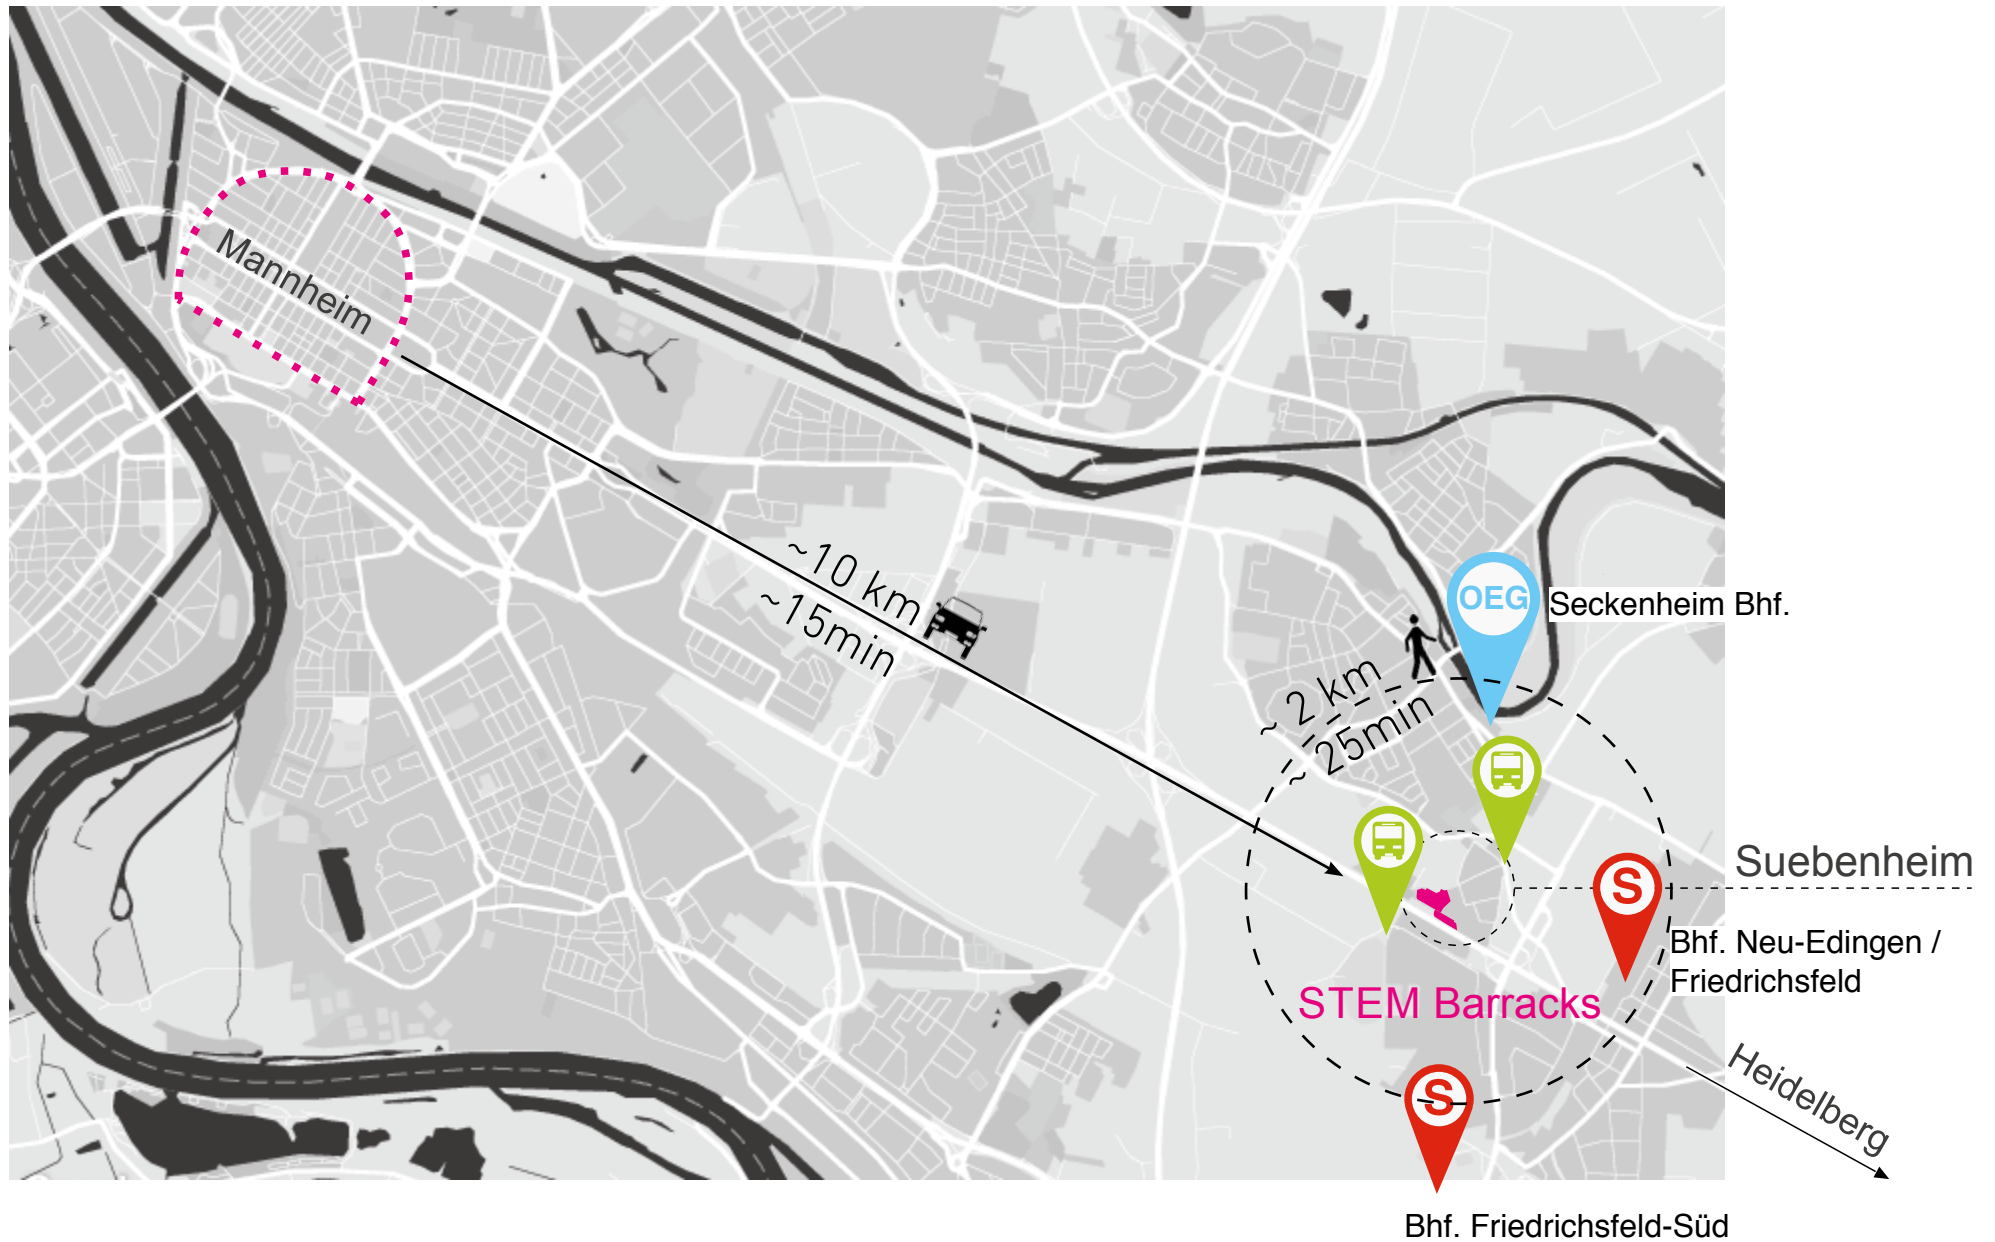 Mannheim
~10 km
~15min
OEG
Seckenheim Bhf.
~ 2 km
~ 25min
Suebenheim
S
Bhf. Neu-Edingen /
Friedrichsfeld
STEM Barracks
Heidelberg
S
Bhf. Friedrichsfeld-Süd